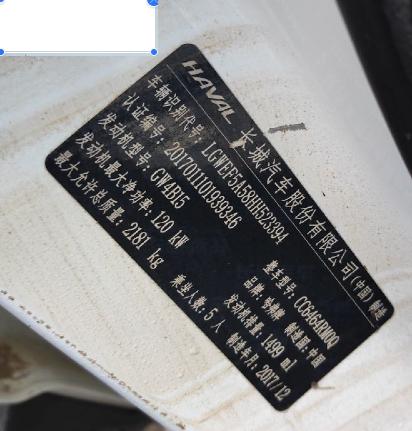 HAVAL 长城汽车股份有限公司(中国)制造
车辆识别代号: LGWEF5A58HH523394
认证编号: 2017011101939346
发动机型号: GW4B15 整车型号: CC6464RM00
发动机最大净功率: 120 kW 品牌: 哈弗牌 制造国: 中国
最大允许总质量: 2181 kg 发动机排量: 1499 ml
乘坐人数: 5 人 制造年月: 2017/12